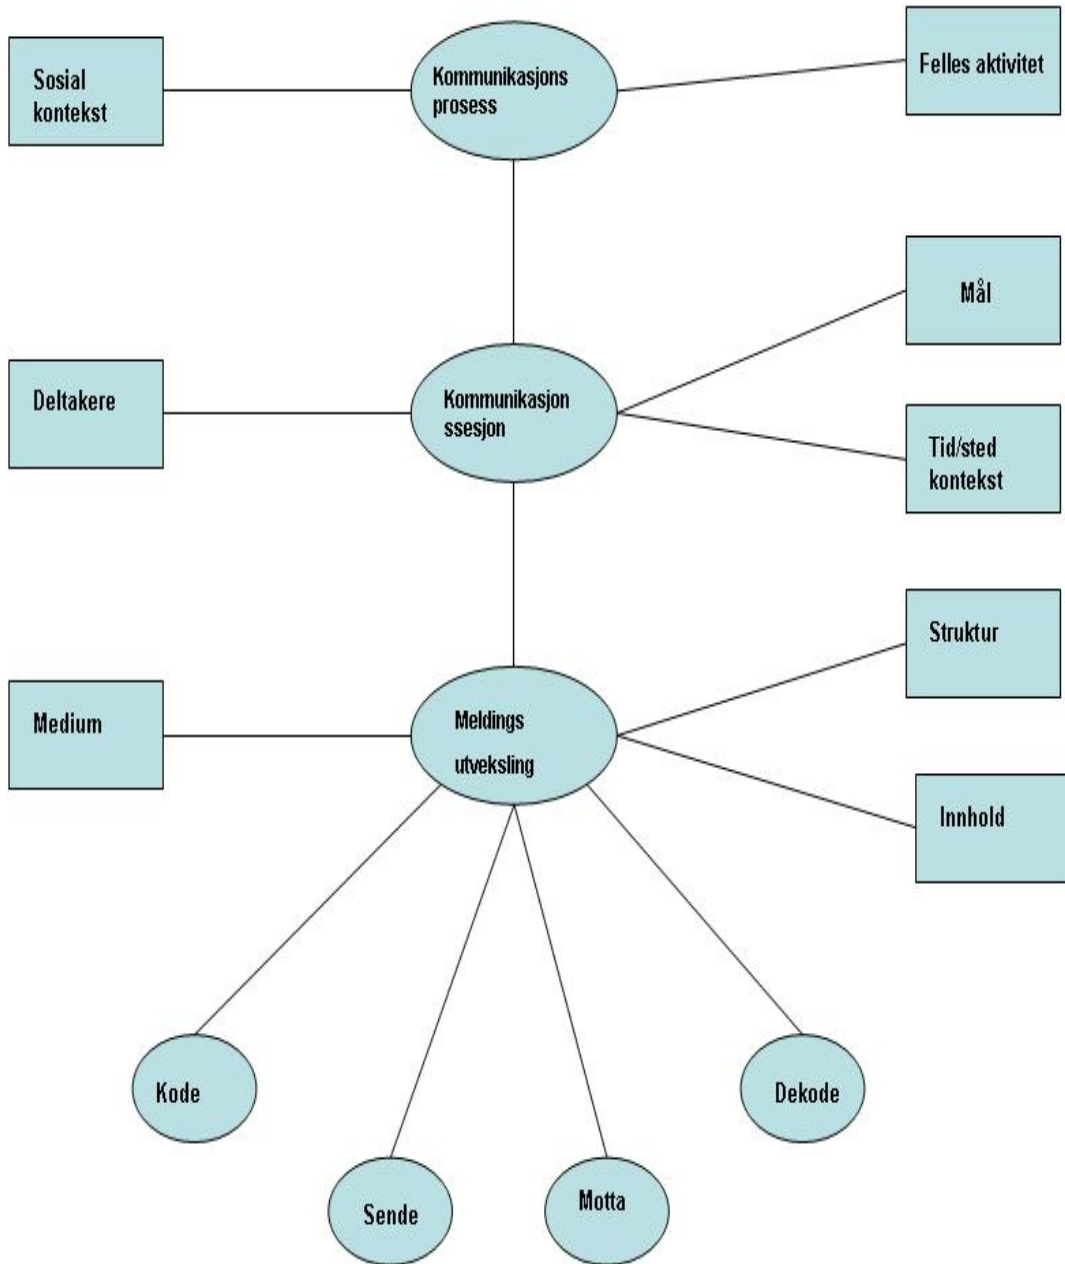 Sosial
kontekst
Kommunikasjons
prosess
Felles aktivitet
Mål
Deltakere
Kommunikasjon
ssesjon
Tid/sted
kontekst
Struktur
Medium
Meldings
utveksling
Innhold
Kode
Dekode
Sende
Motta